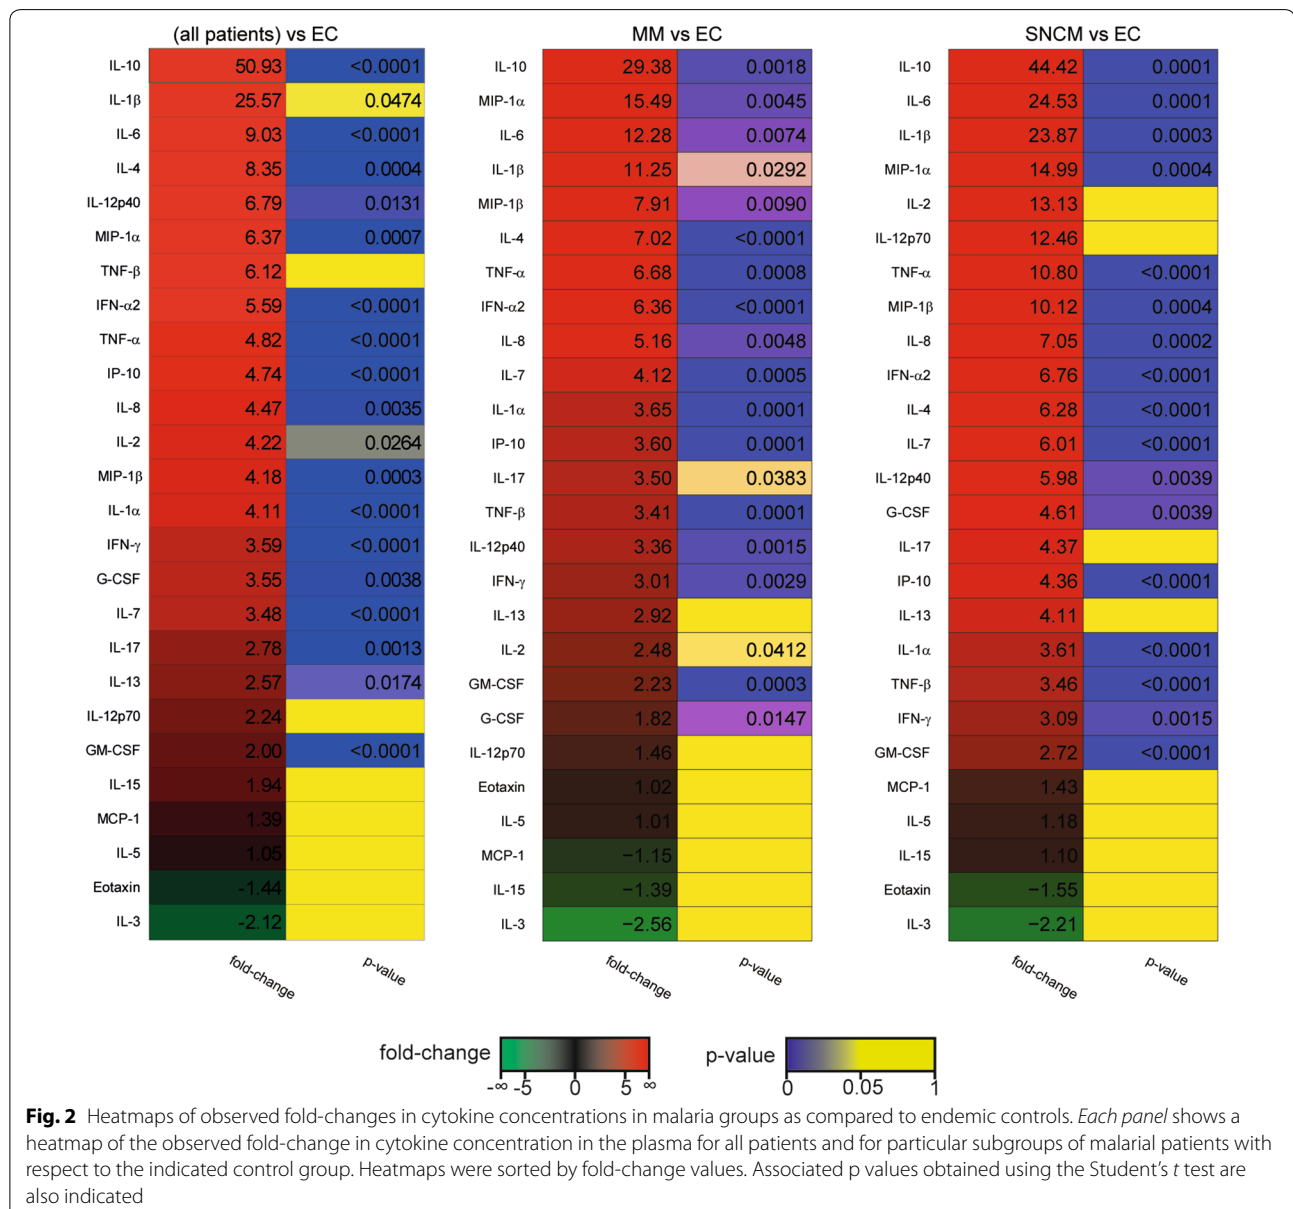 (all patients) vs EC
IL-10 50.93 <0.0001
IL-1β 25.57 0.0474
IL-6 9.03 <0.0001
IL-4 8.35 0.0004
IL-12p40 6.79 0.0131
MIP-1α 6.37 0.0007
TNF-β 6.12
IFN-α2 5.59 <0.0001
TNF-α 4.82 <0.0001
IP-10 4.74 <0.0001
IL-8 4.47 0.0035
IL-2 4.22 0.0264
MIP-1β 4.18 0.0003
IL-1α 4.11 <0.0001
IFN-γ 3.59 <0.0001
G-CSF 3.55 0.0038
IL-7 3.48 <0.0001
IL-17 2.78 0.0013
IL-13 2.57 0.0174
IL-12p70 2.24
GM-CSF 2.00 <0.0001
IL-15 1.94
MCP-1 1.39
IL-5 1.05
Eotaxin -1.44
IL-3 -2.12
fold-change p-value
MM vs EC
IL-10 29.38 0.0018
MIP-1α 15.49 0.0045
IL-6 12.28 0.0074
IL-1β 11.25 0.0292
MIP-1β 7.91 0.0090
IL-4 7.02 <0.0001
TNF-α 6.68 0.0008
IFN-α2 6.36 <0.0001
IL-8 5.16 0.0048
IL-7 4.12 0.0005
IL-1α 3.65 0.0001
IP-10 3.60 0.0001
IL-17 3.50 0.0383
TNF-β 3.41 0.0001
IL-12p40 3.36 0.0015
IFN-γ 3.01 0.0029
IL-13 2.92
IL-2 2.48 0.0412
GM-CSF 2.23 0.0003
G-CSF 1.82 0.0147
IL-12p70 1.46
Eotaxin 1.02
IL-5 1.01
MCP-1 −1.15
IL-15 −1.39
IL-3 −2.56
fold-change p-value
SNCM vs EC
IL-10 44.42 0.0001
IL-6 24.53 0.0001
IL-1β 23.87 0.0003
MIP-1α 14.99 0.0004
IL-2 13.13
IL-12p70 12.46
TNF-α 10.80 <0.0001
MIP-1β 10.12 0.0004
IL-8 7.05 0.0002
IFN-α2 6.76 <0.0001
IL-4 6.28 <0.0001
IL-7 6.01 <0.0001
IL-12p40 5.98 0.0039
G-CSF 4.61 0.0039
IL-17 4.37
IP-10 4.36 <0.0001
IL-13 4.11
IL-1α 3.61 <0.0001
TNF-β 3.46 <0.0001
IFN-γ 3.09 0.0015
GM-CSF 2.72 <0.0001
MCP-1 1.43
IL-5 1.18
IL-15 1.10
Eotaxin −1.55
IL-3 −2.21
fold-change p-value
fold-change
-∞ -5 0 5 ∞
p-value
0 0.05 1
Fig. 2 Heatmaps of observed fold-changes in cytokine concentrations in malaria groups as compared to endemic controls. Each panel shows a
heatmap of the observed fold-change in cytokine concentration in the plasma for all patients and for particular subgroups of malarial patients with
respect to the indicated control group. Heatmaps were sorted by fold-change values. Associated p values obtained using the Student's t test are
also indicated